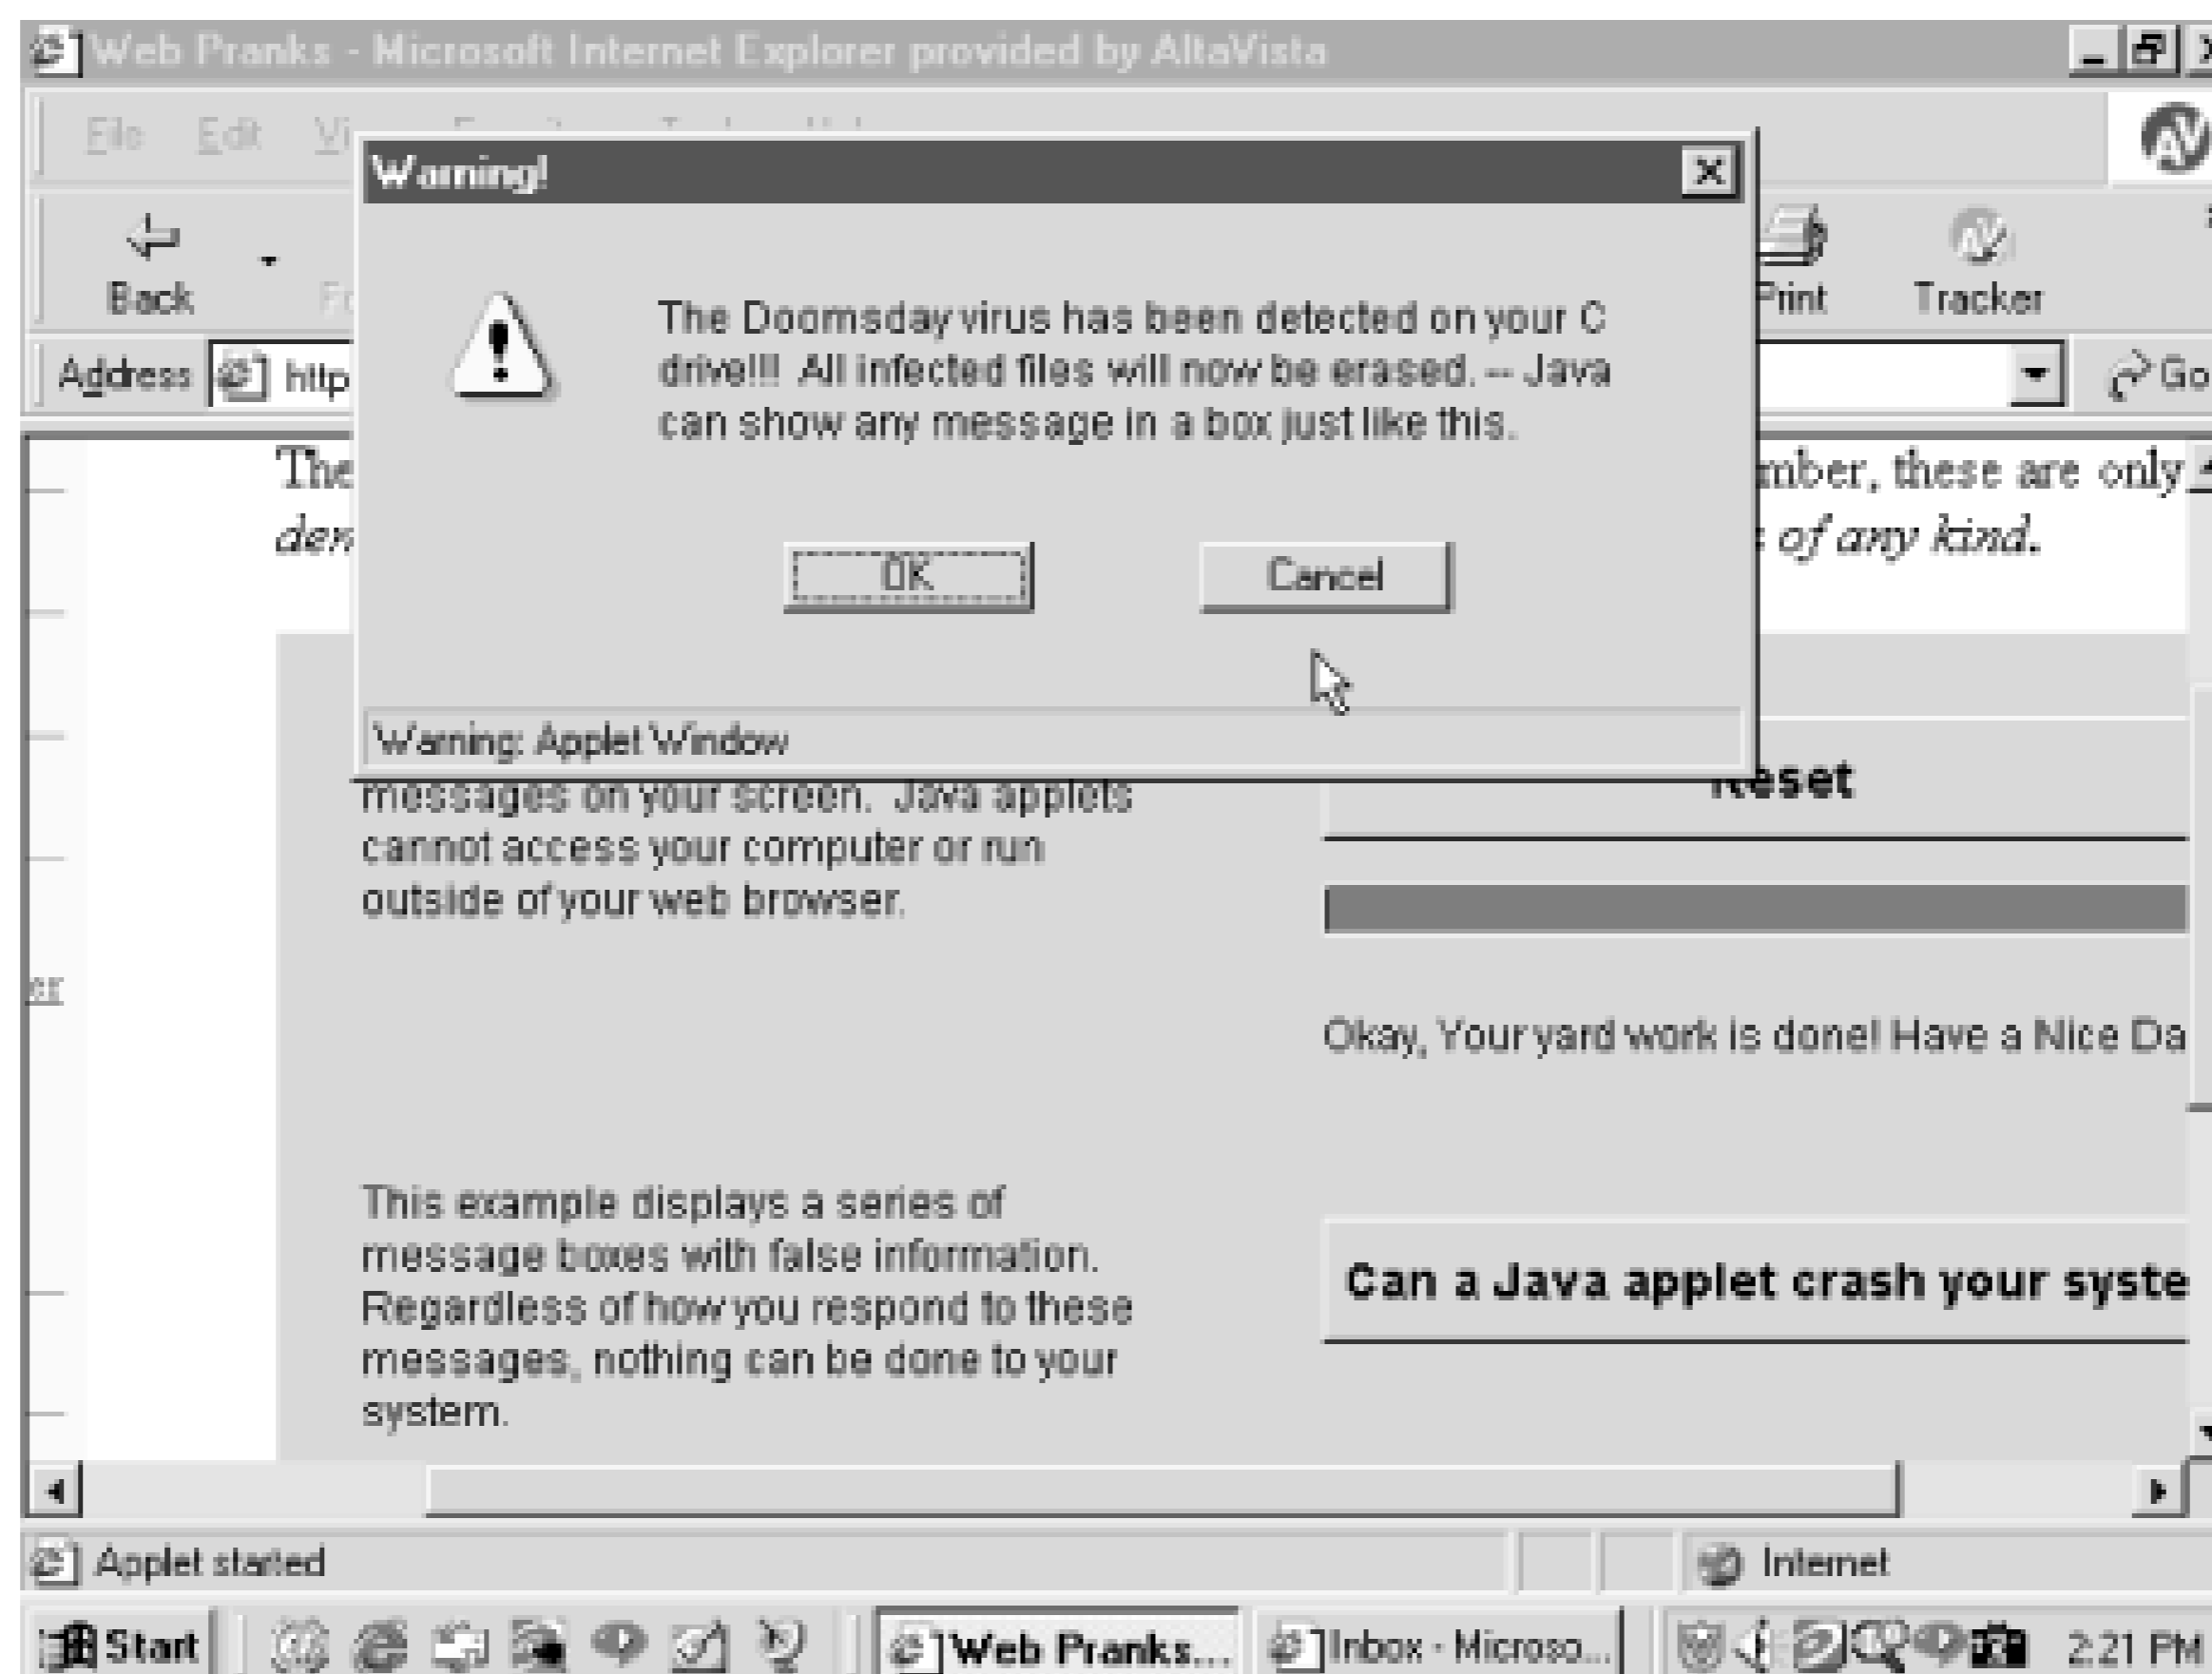 Web Pranks - Microsoft Internet Explorer provided by AltaVista
File Edit
Warning!
Back
Print
Tracker
Address
http
Go
The Doomsday virus has been detected on your C
drive!!! All infected files will now be erased. -- Java
can show any message in a box just like this.
OK
Cancel
Warning: Applet Window
The
mber, these are only
of any kind.
Reset
messages on your screen. Java applets
cannot access your computer or run
outside of your web browser.
er
Okay, Your yard work is done! Have a Nice Da
This example displays a series of
message boxes with false information.
Regardless of how you respond to these
messages, nothing can be done to your
system.
Can a Java applet crash your syste
Applet started
Internet
Start
Web Pranks...
Inbox - Microso...
2:21 PM